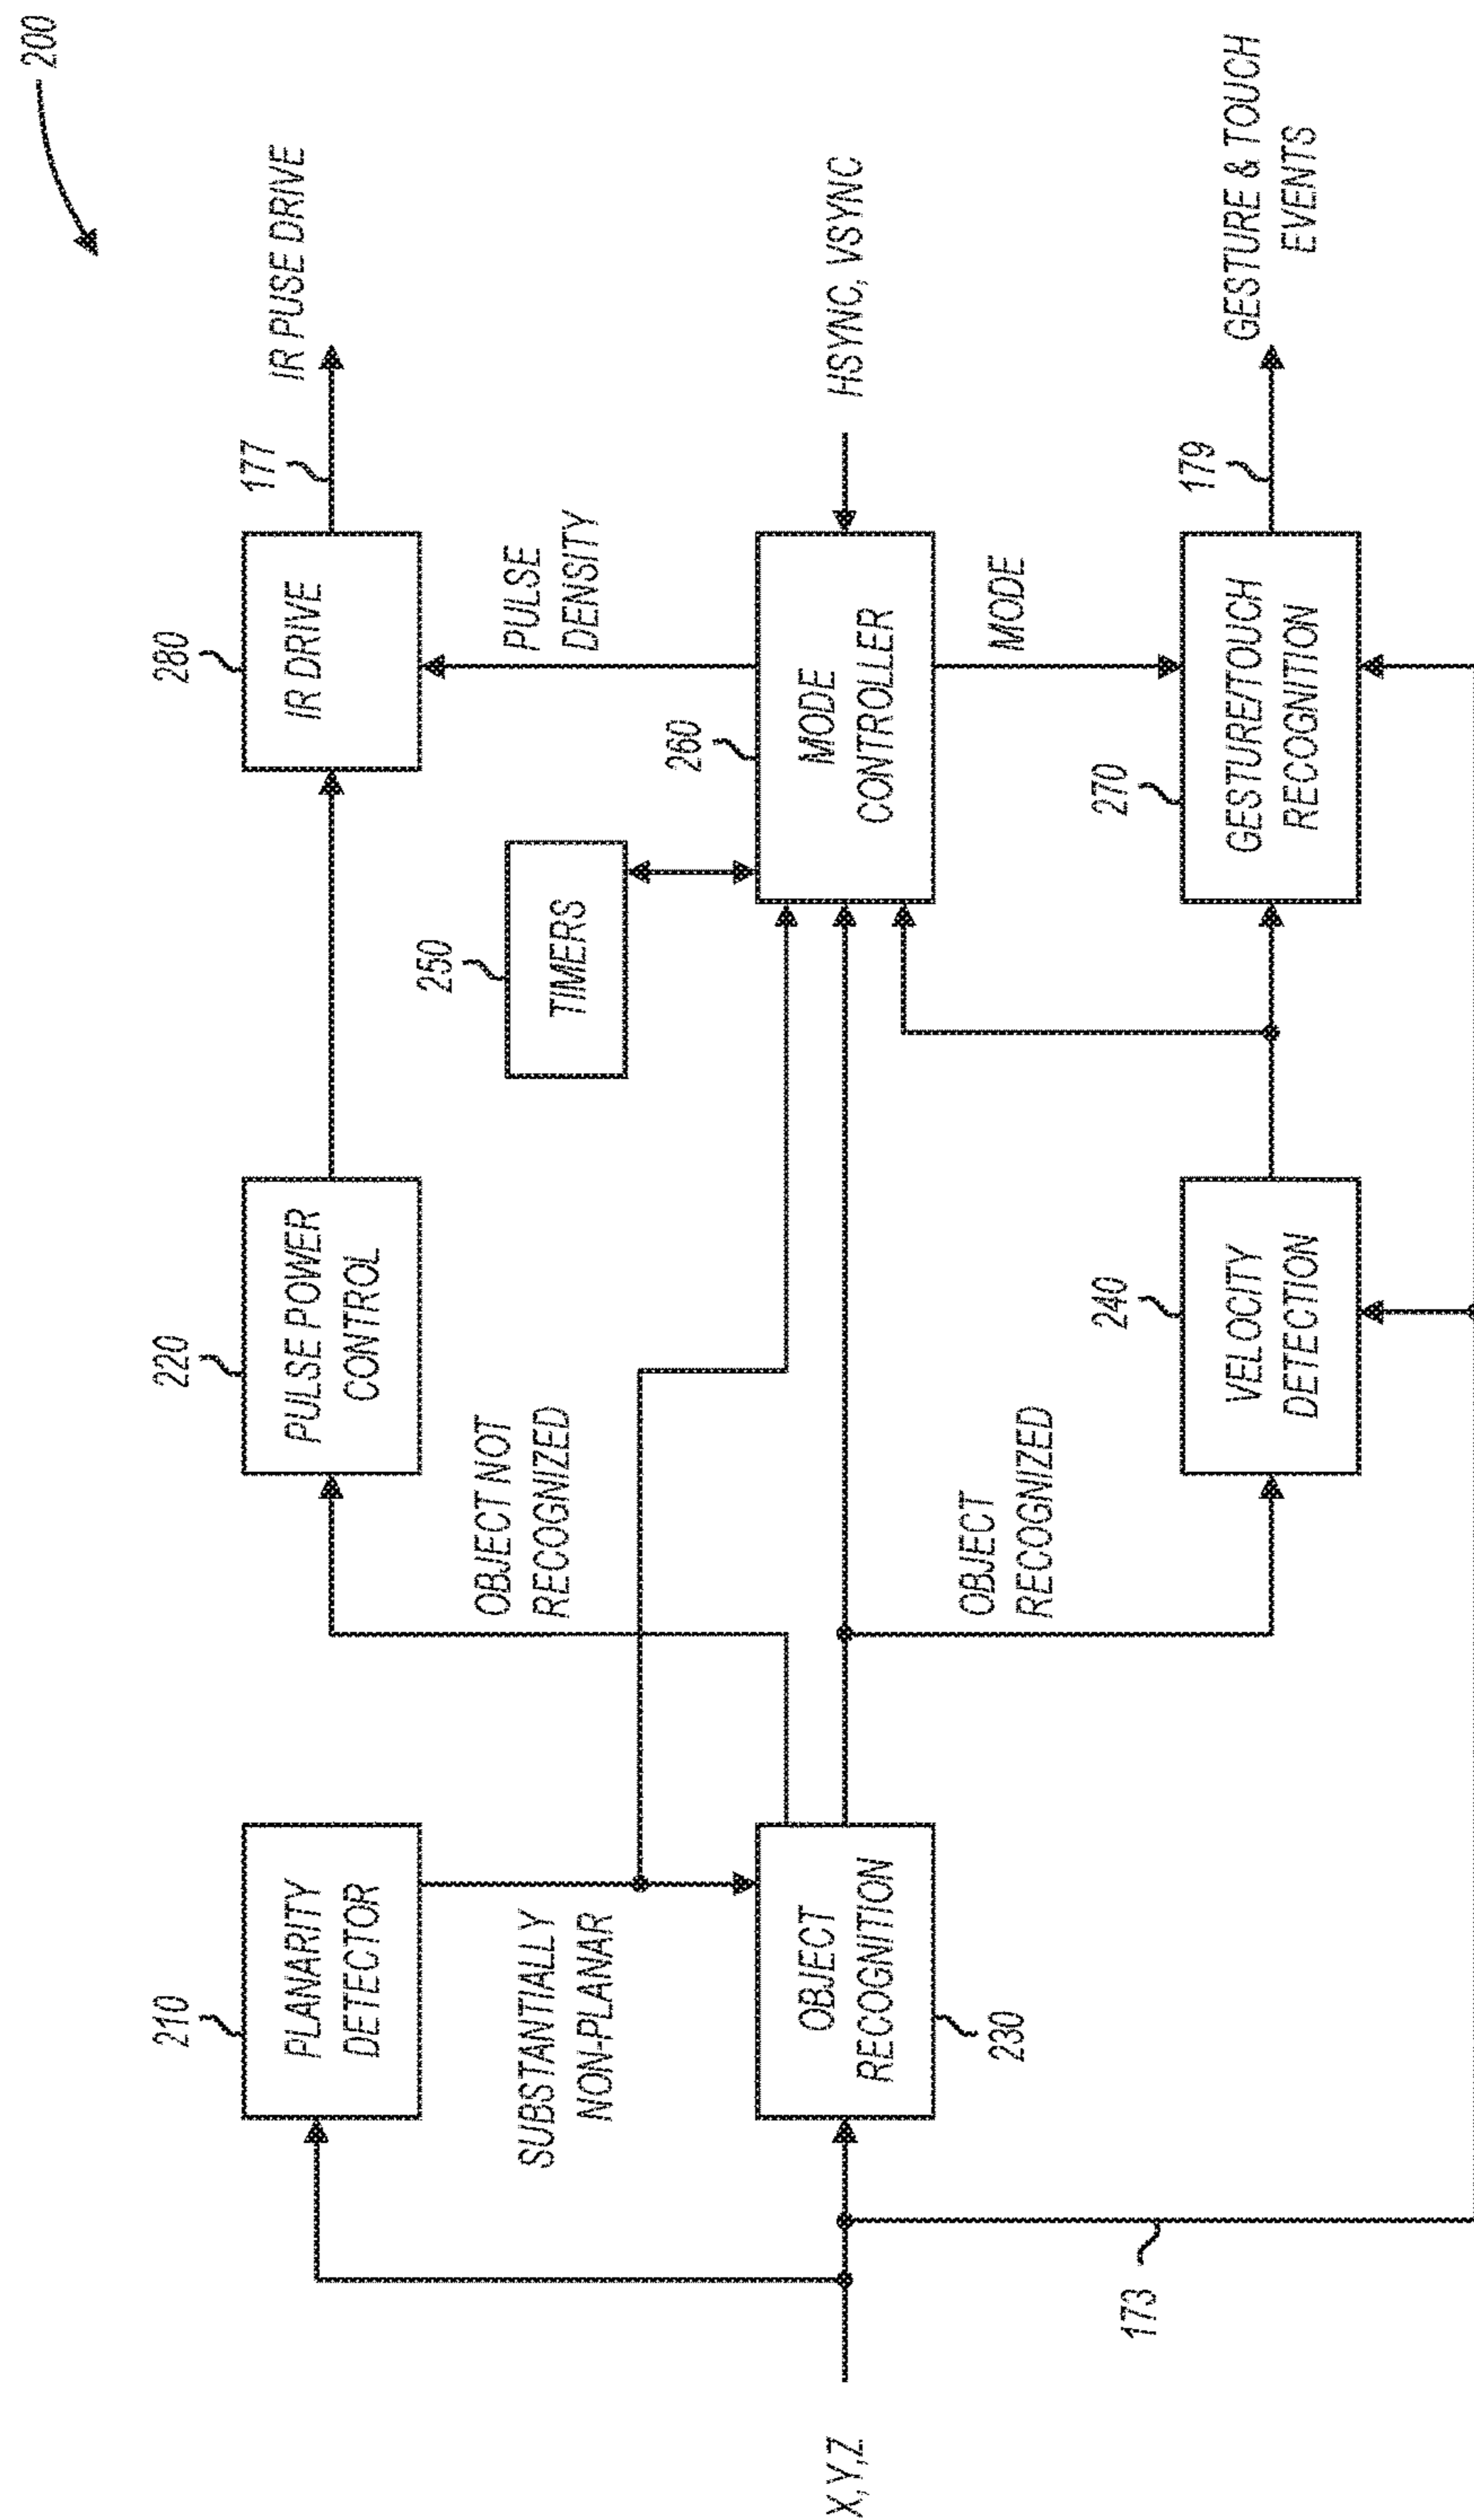 200
210
PLANARITY
DETECTOR
220
PULSE POWER
CONTROL
280
IR DRIVE
177
IR PUSE DRIVE
SUBSTANTIALLY
NON-PLANAR
OBJECT NOT
RECOGNIZED
250
TIMERS
PULSE
DENSITY
X,Y,Z
OBJECT
RECOGNITION
230
260
MODE
CONTROLLER
HSYNC, VSYNC
OBJECT
RECOGNIZED
MODE
173
240
VELOCITY
DETECTION
270
GESTURE/TOUCH
RECOGNITION
179
GESTURE & TOUCH
EVENTS